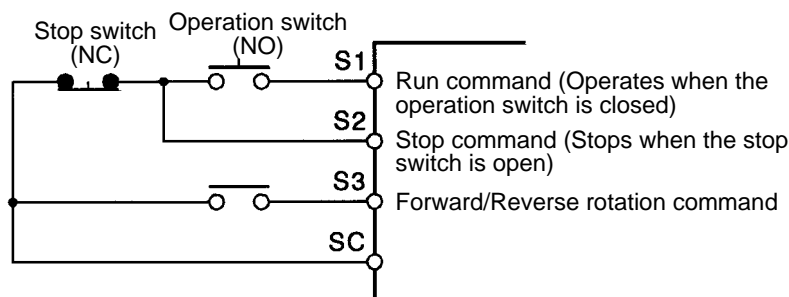 Stop switch
(NC)
Operation switch
(NO)
S1
Run command (Operates when the
operation switch is closed)
S2
Stop command (Stops when the stop
switch is open)
S3
Forward/Reverse rotation command
SC